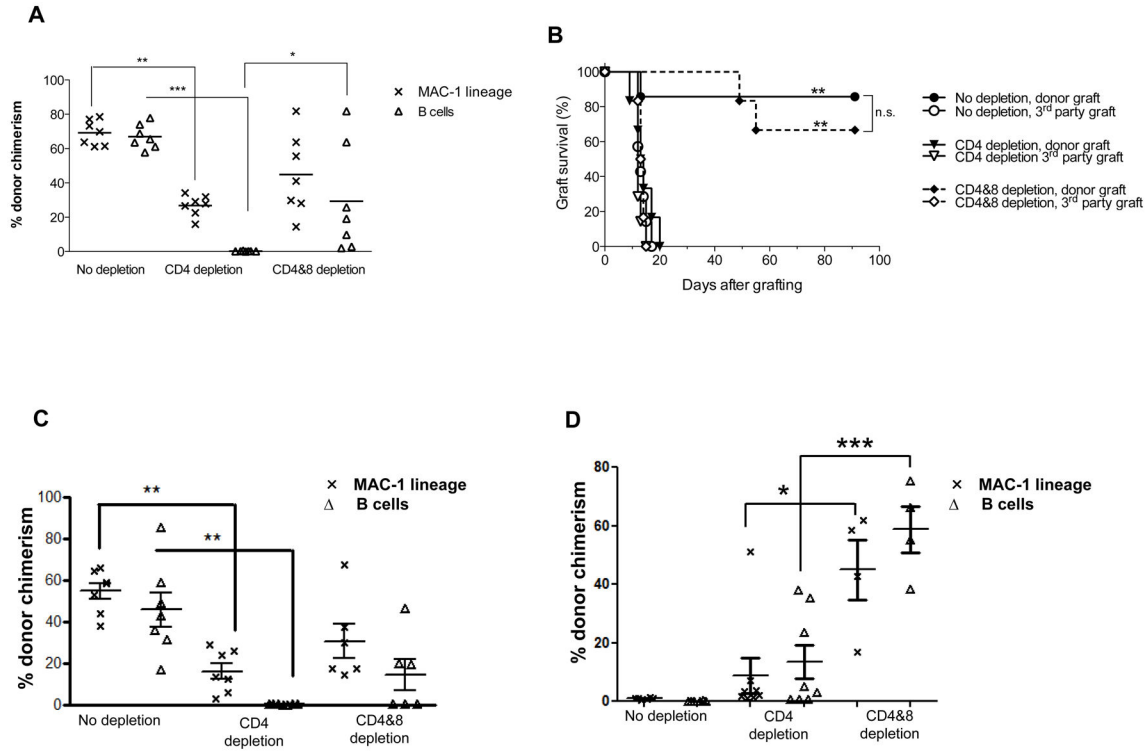 A
** *
*** × MAC-1 lineage
△ B cells
% donor chimerism
100
80
60
40
20
0
No depletion CD4 depletion CD4&8 depletion
B
Graft survival (%)
100
80
60
40
20
0
**
**
n.s.
0 20 40 60 80 100
Days after grafting
No depletion, donor graft
No depletion, 3rd party graft
CD4 depletion, donor graft
CD4 depletion 3rd party graft
CD4&8 depletion, donor graft
CD4&8 depletion, 3rd party graft
C
× MAC-1 lineage
△ B cells
**
**
% donor chimerism
100
80
60
40
20
0
No depletion CD4 depletion CD4&8 depletion
D
***
*
× MAC-1 lineage
△ B cells
% donor chimerism
80
60
40
20
0
No depletion CD4 depletion CD4&8 depletion